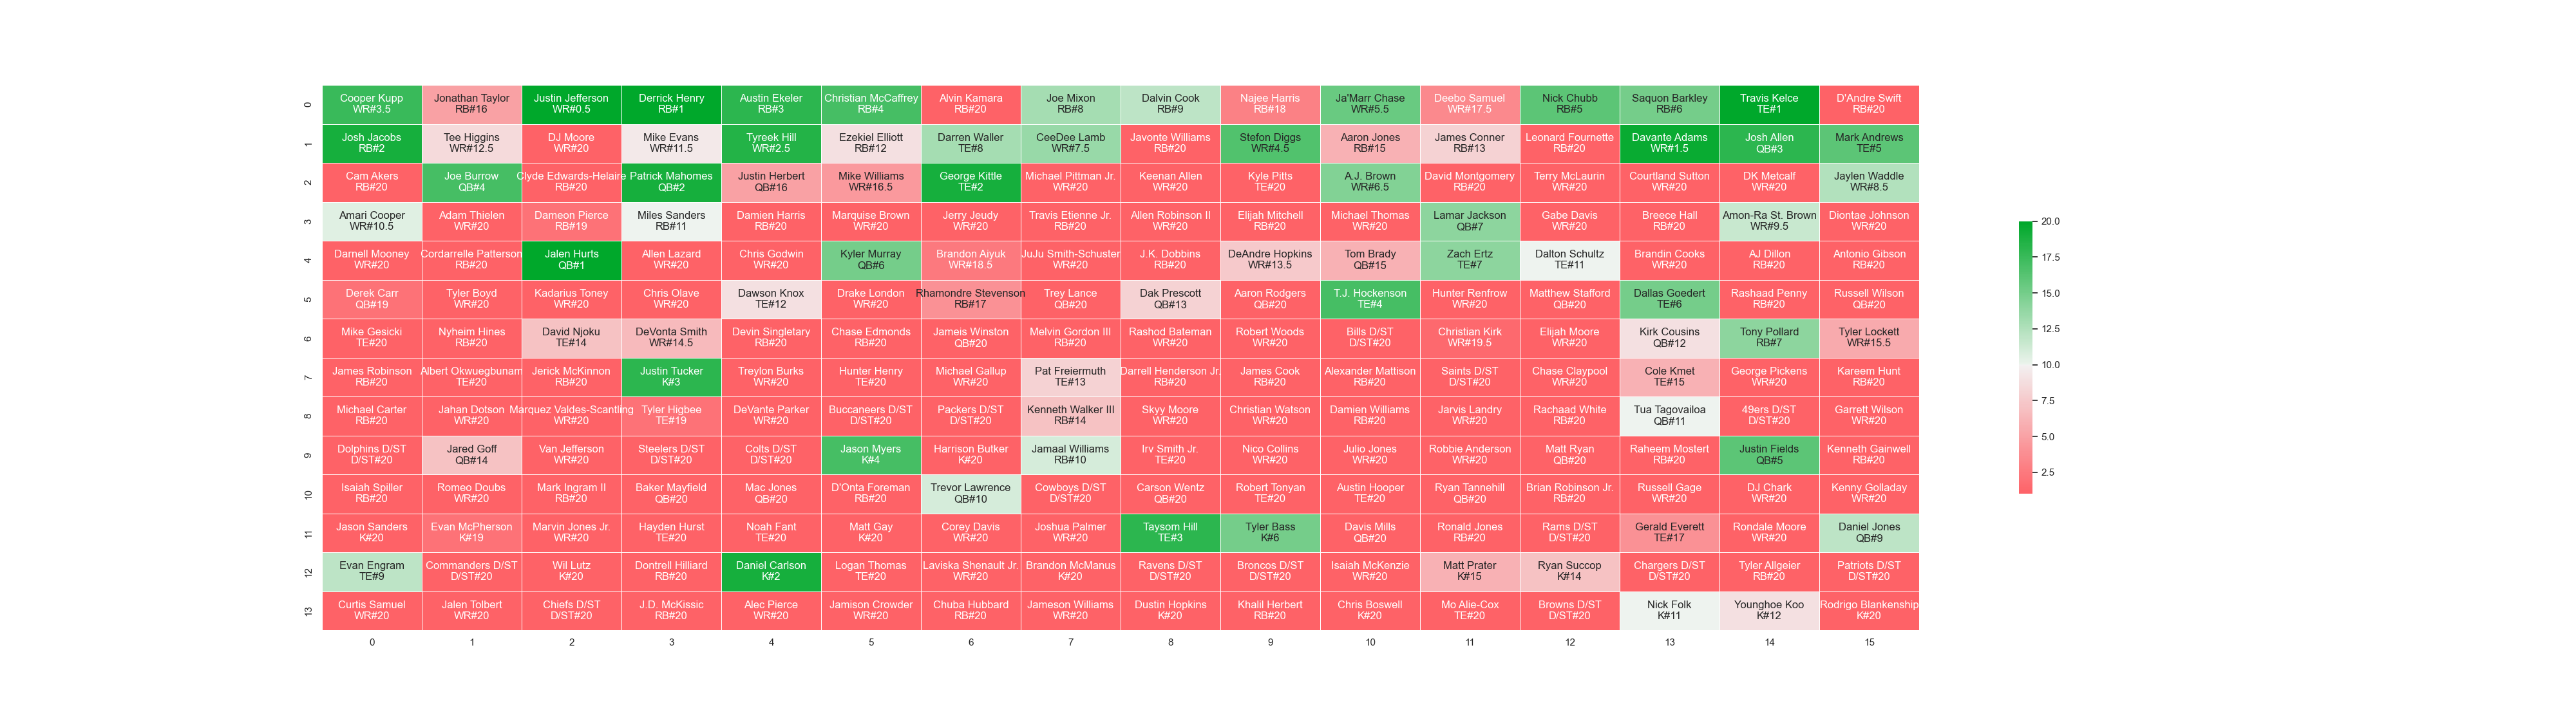 0 Cooper Kupp Jonathan Taylor Justin Jefferson Derrick Henry Austin Ekeler Christian McCaffrey Alvin Kamara Joe Mixon Dalvin Cook Najee Harris Ja'Marr Chase Deebo Samuel Nick Chubb Saquon Barkley Travis Kelce D'Andre Swift
WR#3.5 RB#16 WR#0.5 RB#1 RB#3 RB#4 RB#20 RB#8 RB#9 RB#18 WR#5.5 WR#17.5 RB#5 RB#6 TE#1 RB#20
1 Josh Jacobs Tee Higgins DJ Moore Mike Evans Tyreek Hill Ezekiel Elliott Darren Waller CeeDee Lamb Javonte Williams Stefon Diggs Aaron Jones James Conner Leonard Fournette Davante Adams Josh Allen Mark Andrews
RB#2 WR#12.5 WR#20 WR#11.5 WR#2.5 RB#12 TE#8 WR#7.5 RB#20 WR#4.5 RB#15 RB#13 RB#20 WR#1.5 QB#3 TE#5
2 Cam Akers Joe Burrow Clyde Edwards-Helaire Patrick Mahomes Justin Herbert Mike Williams George Kittle Michael Pittman Jr. Keenan Allen Kyle Pitts A.J. Brown David Montgomery Terry McLaurin Courtland Sutton DK Metcalf Jaylen Waddle
RB#20 QB#4 RB#20 QB#2 QB#16 WR#16.5 TE#2 WR#20 WR#20 TE#20 WR#6.5 RB#20 WR#20 WR#20 WR#20 WR#8.5
3 Amari Cooper Adam Thielen Dameon Pierce Miles Sanders Damien Harris Marquise Brown Jerry Jeudy Travis Etienne Jr. Allen Robinson II Elijah Mitchell Michael Thomas Lamar Jackson Gabe Davis Breece Hall Amon-Ra St. Brown Diontae Johnson
WR#10.5 WR#20 RB#19 RB#11 RB#20 WR#20 WR#20 RB#20 WR#20 RB#20 WR#20 QB#7 WR#20 RB#20 WR#9.5 WR#20
4 Darnell Mooney Cordarrelle Patterson Jalen Hurts Allen Lazard Chris Godwin Kyler Murray Brandon Aiyuk JuJu Smith-Schuster J.K. Dobbins DeAndre Hopkins Tom Brady Zach Ertz Dalton Schultz Brandin Cooks AJ Dillon Antonio Gibson
WR#20 RB#20 QB#1 WR#20 WR#20 QB#6 WR#18.5 WR#20 RB#20 WR#13.5 QB#15 TE#7 TE#11 WR#20 RB#20 RB#20
5 Derek Carr Tyler Boyd Kadarius Toney Chris Olave Dawson Knox Drake London Rhamondre Stevenson Trey Lance Dak Prescott Aaron Rodgers T.J. Hockenson Hunter Renfrow Matthew Stafford Dallas Goedert Rashaad Penny Russell Wilson
QB#19 WR#20 WR#20 WR#20 TE#12 WR#20 RB#17 QB#20 QB#13 QB#20 TE#4 WR#20 QB#20 TE#6 RB#20 QB#20
6 Mike Gesicki Nyheim Hines David Njoku DeVonta Smith Devin Singletary Chase Edmonds Jameis Winston Melvin Gordon III Rashod Bateman Robert Woods Bills D/ST Christian Kirk Elijah Moore Kirk Cousins Tony Pollard Tyler Lockett
TE#20 RB#20 TE#14 WR#14.5 RB#20 RB#20 QB#20 RB#20 WR#20 WR#20 D/ST#20 WR#19.5 WR#20 QB#12 RB#7 WR#15.5
7 James Robinson Albert Okwuegbunam Jerick McKinnon Justin Tucker Treylon Burks Hunter Henry Michael Gallup Pat Freiermuth Darrell Henderson Jr. James Cook Alexander Mattison Saints D/ST Chase Claypool Cole Kmet George Pickens Kareem Hunt
RB#20 TE#20 RB#20 K#3 WR#20 TE#20 WR#20 TE#13 RB#20 RB#20 RB#20 D/ST#20 WR#20 TE#15 WR#20 RB#20
8 Michael Carter Jahan Dotson Marquez Valdes-Scantling Tyler Higbee DeVante Parker Buccaneers D/ST Packers D/ST Kenneth Walker III Skyy Moore Christian Watson Damien Williams Jarvis Landry Rachaad White Tua Tagovailoa 49ers D/ST Garrett Wilson
RB#20 WR#20 WR#20 TE#19 WR#20 D/ST#20 D/ST#20 RB#14 WR#20 WR#20 RB#20 WR#20 RB#20 QB#11 D/ST#20 WR#20
9 Dolphins D/ST Jared Goff Van Jefferson Steelers D/ST Colts D/ST Jason Myers Harrison Butker Jamaal Williams Irv Smith Jr. Nico Collins Julio Jones Robbie Anderson Matt Ryan Raheem Mostert Justin Fields Kenneth Gainwell
D/ST#20 QB#14 WR#20 D/ST#20 D/ST#20 K#4 K#20 RB#10 TE#20 WR#20 WR#20 WR#20 QB#20 RB#20 QB#5 RB#20
10 Isaiah Spiller Romeo Doubs Mark Ingram II Baker Mayfield Mac Jones D'Onta Foreman Trevor Lawrence Cowboys D/ST Carson Wentz Robert Tonyan Austin Hooper Ryan Tannehill Brian Robinson Jr. Russell Gage DJ Chark Kenny Golladay
RB#20 WR#20 RB#20 QB#20 QB#20 RB#20 QB#10 D/ST#20 QB#20 TE#20 TE#20 QB#20 RB#20 WR#20 WR#20 WR#20
11 Jason Sanders Evan McPherson Marvin Jones Jr. Hayden Hurst Noah Fant Matt Gay Corey Davis Joshua Palmer Taysom Hill Tyler Bass Davis Mills Ronald Jones Rams D/ST Gerald Everett Rondale Moore Daniel Jones
K#20 K#19 WR#20 TE#20 TE#20 K#20 WR#20 WR#20 TE#3 K#6 QB#20 RB#20 D/ST#20 TE#17 WR#20 QB#9
12 Evan Engram Commanders D/ST Wil Lutz Dontrell Hilliard Daniel Carlson Logan Thomas Laviska Shenault Jr. Brandon McManus Ravens D/ST Broncos D/ST Isaiah McKenzie Matt Prater Ryan Succop Chargers D/ST Tyler Allgeier Patriots D/ST
TE#9 D/ST#20 K#20 RB#20 K#2 TE#20 WR#20 K#20 D/ST#20 D/ST#20 WR#20 K#15 K#14 D/ST#20 RB#20 D/ST#20
13 Curtis Samuel Jalen Tolbert Chiefs D/ST J.D. McKissic Alec Pierce Jamison Crowder Chuba Hubbard Jameson Williams Dustin Hopkins Khalil Herbert Chris Boswell Mo Alie-Cox Browns D/ST Nick Folk Younghoe Koo Rodrigo Blankenship
WR#20 WR#20 D/ST#20 RB#20 WR#20 WR#20 RB#20 WR#20 K#20 RB#20 K#20 TE#20 D/ST#20 K#11 K#12 K#20
0 1 2 3 4 5 6 7 8 9 10 11 12 13 14 15
20.0
17.5
15.0
12.5
10.0
7.5
5.0
2.5